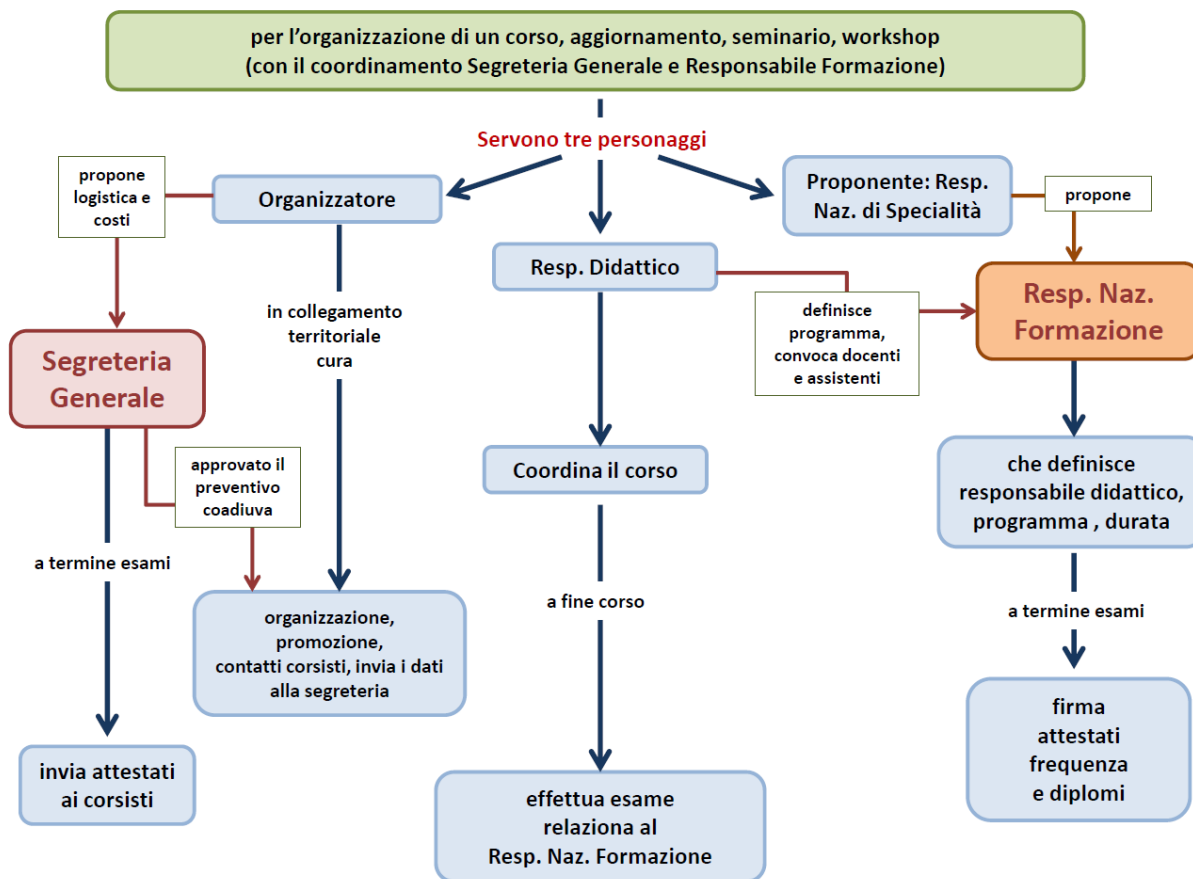 per l’organizzazione di un corso, aggiornamento, seminario, workshop
(con il coordinamento Segreteria Generale e Responsabile Formazione)
Servono tre personaggi
propone
logistica e
costi
Organizzatore
Proponente: Resp.
Naz. di Specialità
propone
Resp. Didattico
in collegamento
territoriale
cura
definisce
programma,
convoca docenti
e assistenti
Resp. Naz.
Formazione
Segreteria
Generale
approvato il
preventivo
coadiuva
Coordina il corso
che definisce
responsabile didattico,
programma , durata
a termine esami
a fine corso
a termine esami
organizzazione,
promozione,
contatti corsisti, invia i dati
alla segreteria
invia attestati
ai corsisti
effettua esame
relaziona al
Resp. Naz. Formazione
firma
attestati
frequenza
e diplomi